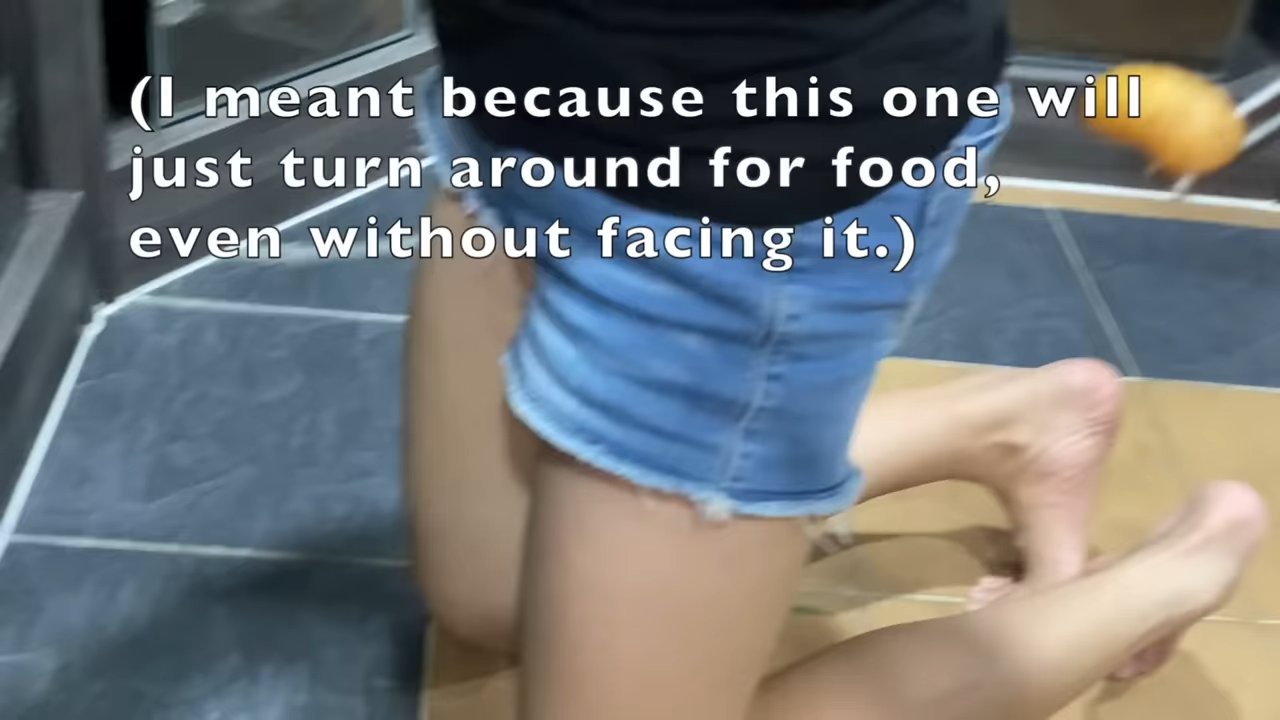 (I meant because this one will
just turn around for food,
even without facing it.)